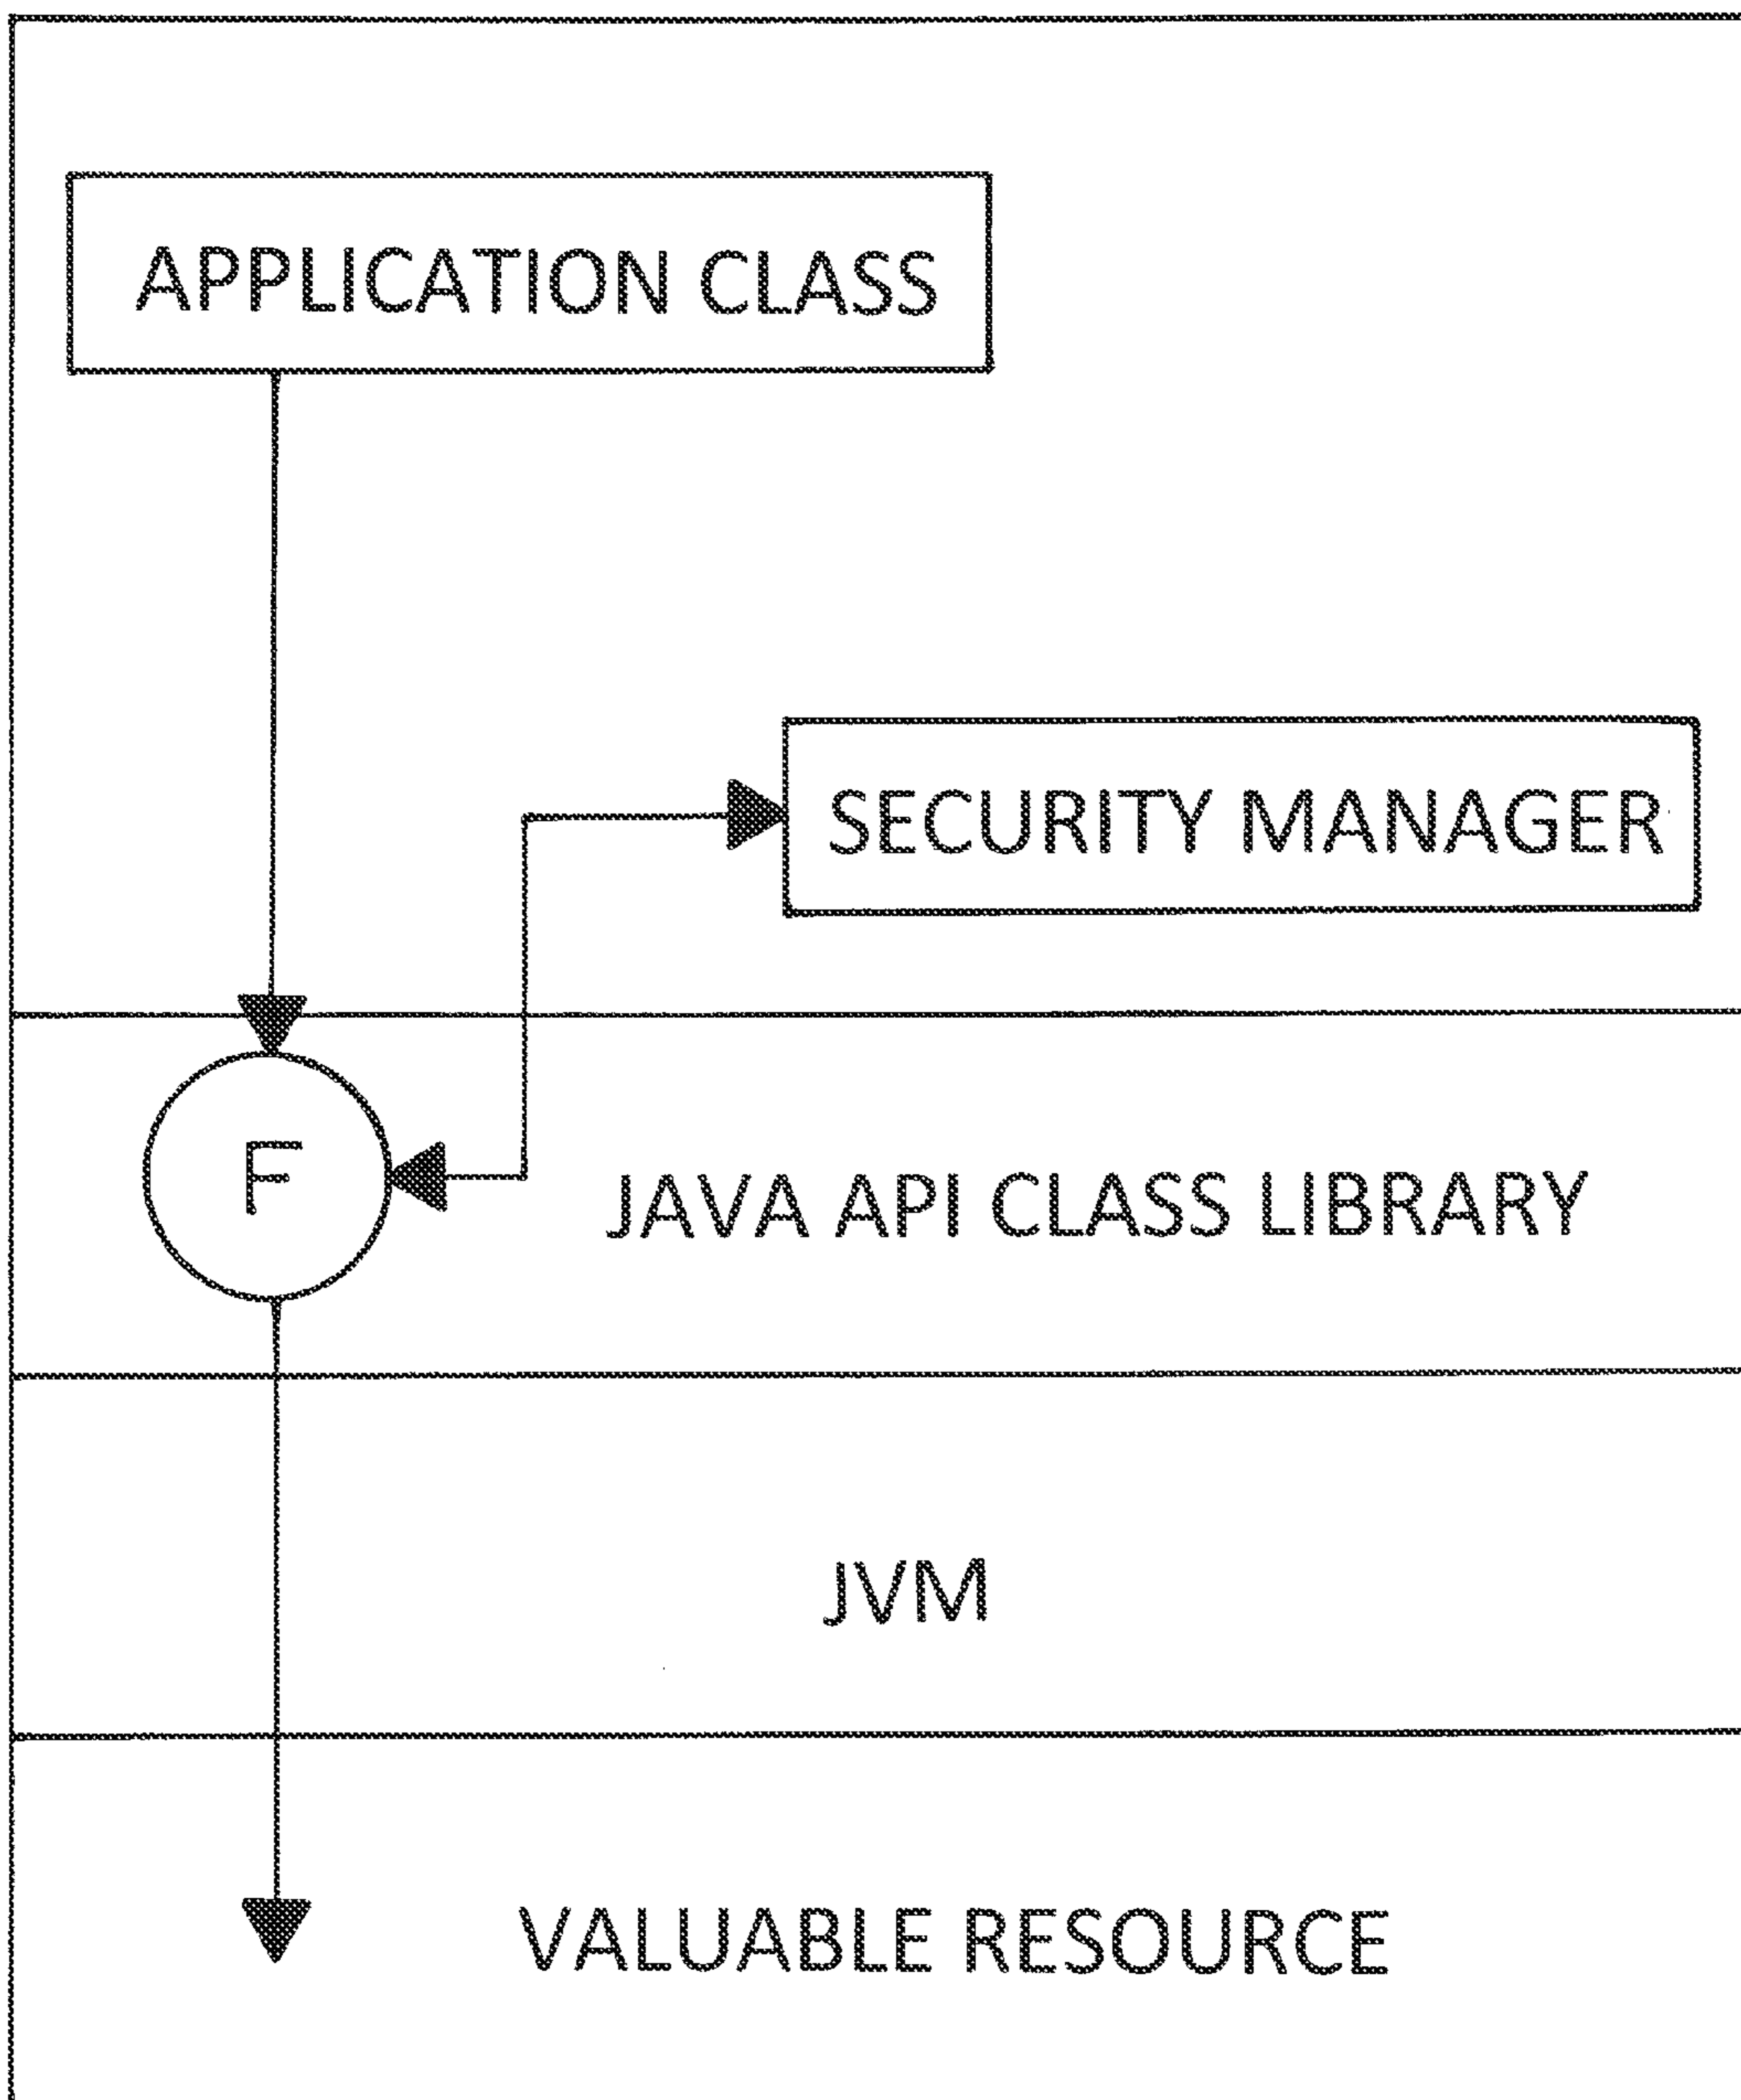 APPLICATION CLASS
SECURITY MANAGER
F
JAVA API CLASS LIBRARY
JVM
VALUABLE RESOURCE